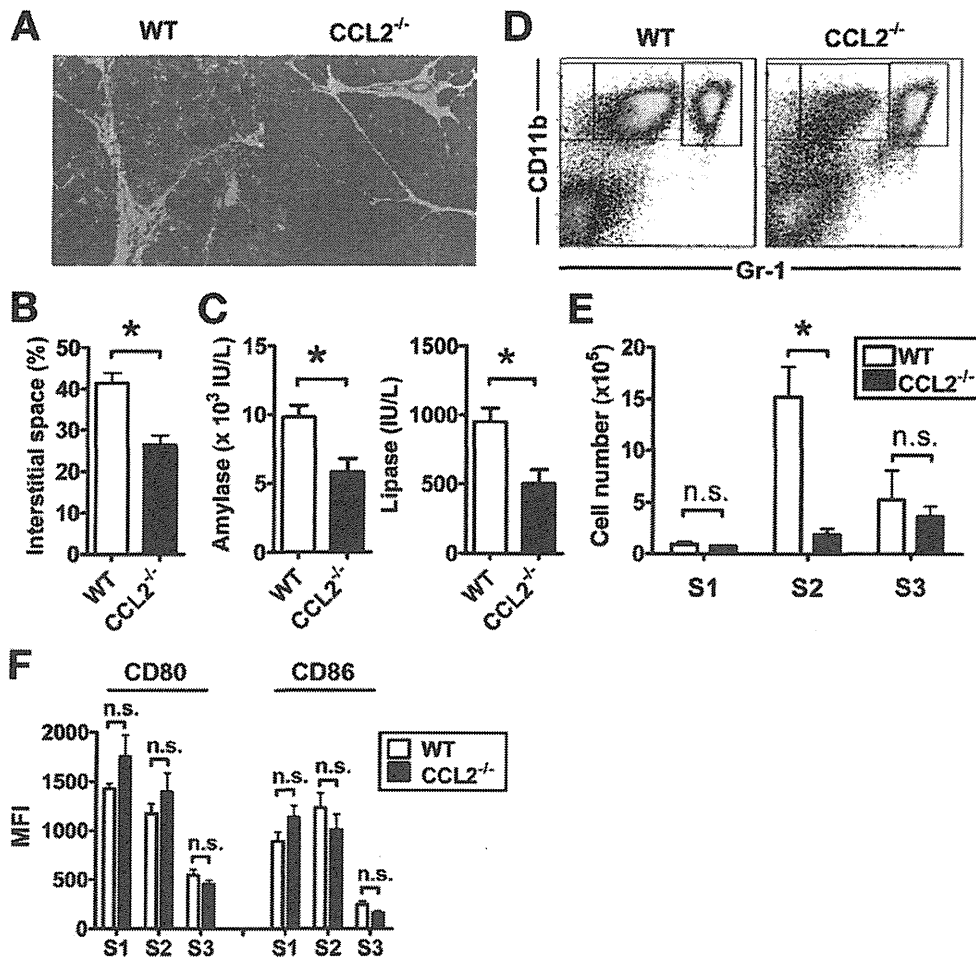 A
WT
CCL2-/-
D
WT
CCL2-/-
CD11b
Gr-1
B
*
Interstitial space (%)
50
40
30
20
10
0
WT
CCL2-/-
C
*
Amylase (x 10³ IU/L)
15
10
5
0
WT
CCL2-/-
*
Lipase (IU/L)
1500
1000
500
0
WT
CCL2-/-
E
WT
CCL2-/-
Cell number (x10⁵)
20
15
10
5
0
n.s.
*
n.s.
S1
S2
S3
F
CD80
CD86
WT
CCL2-/-
MFI
2000
1500
1000
500
0
n.s.
n.s.
n.s.
n.s.
n.s.
n.s.
S1
S2
S3
S1
S2
S3